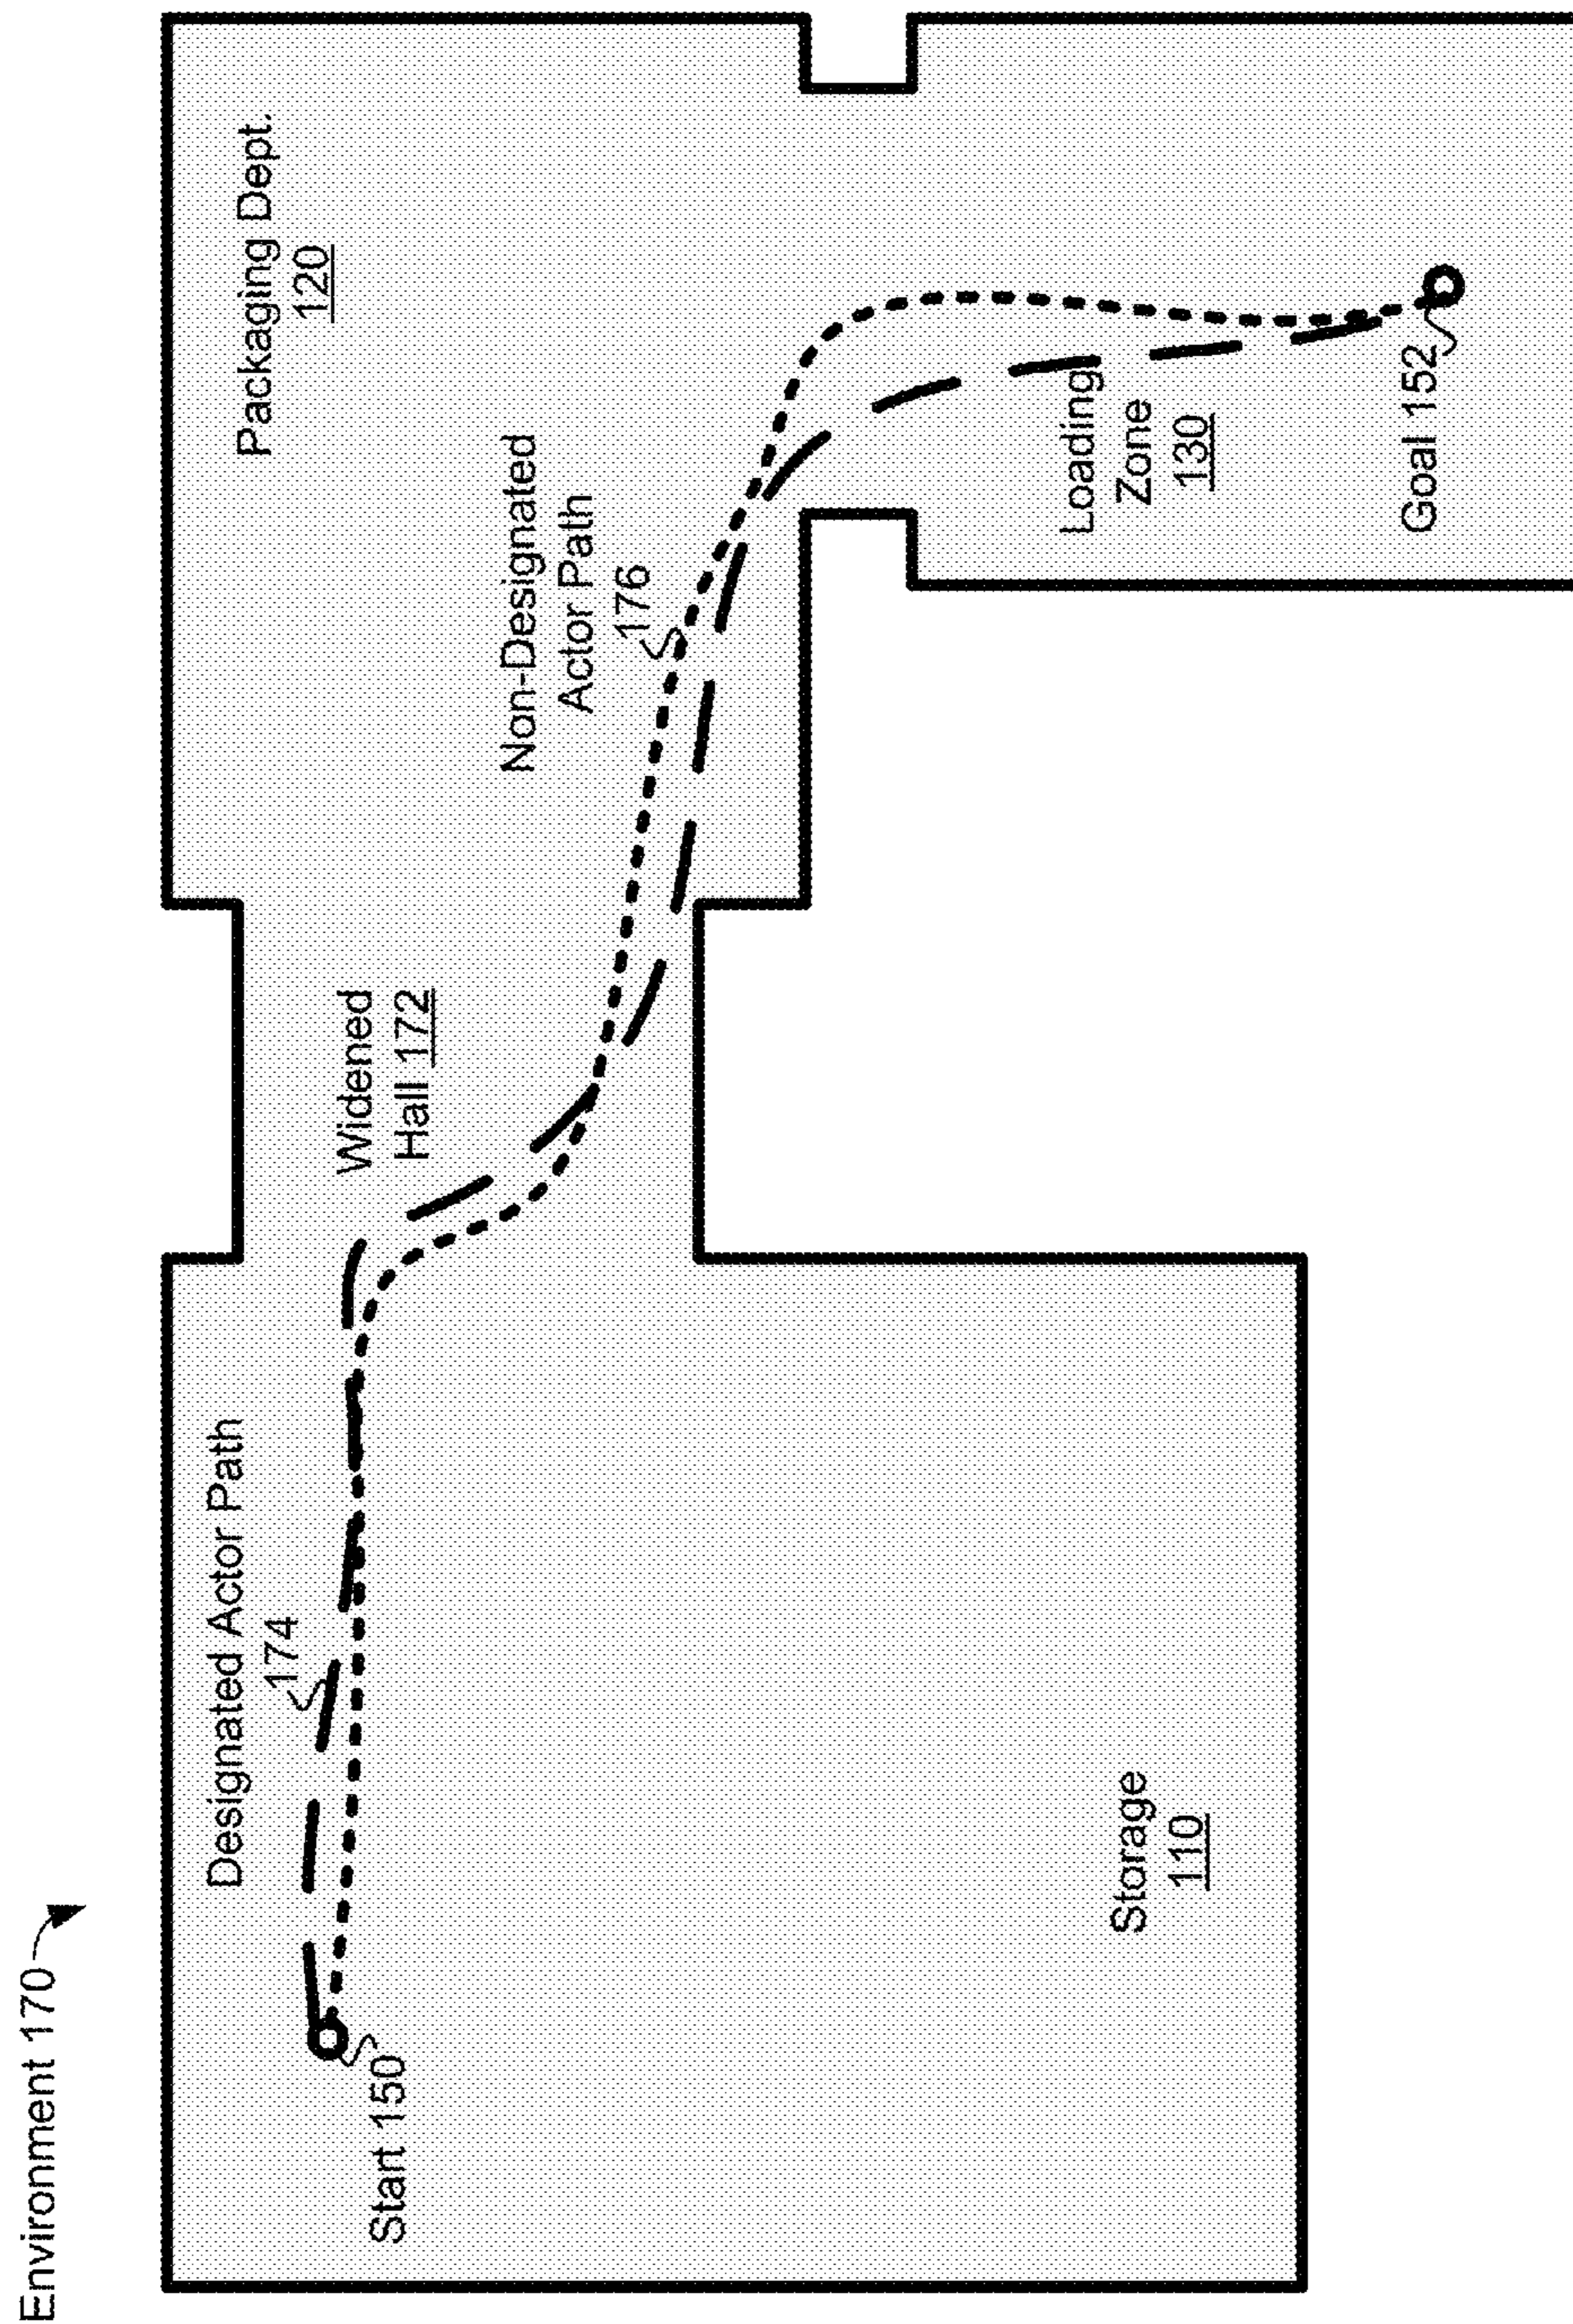 Environment 170
Designated Actor Path
174
Start 150
Storage
110
Widened
Hall 172
Packaging Dept.
120
Non-Designated
Actor Path
176
Loading
Zone
130
Goal 152